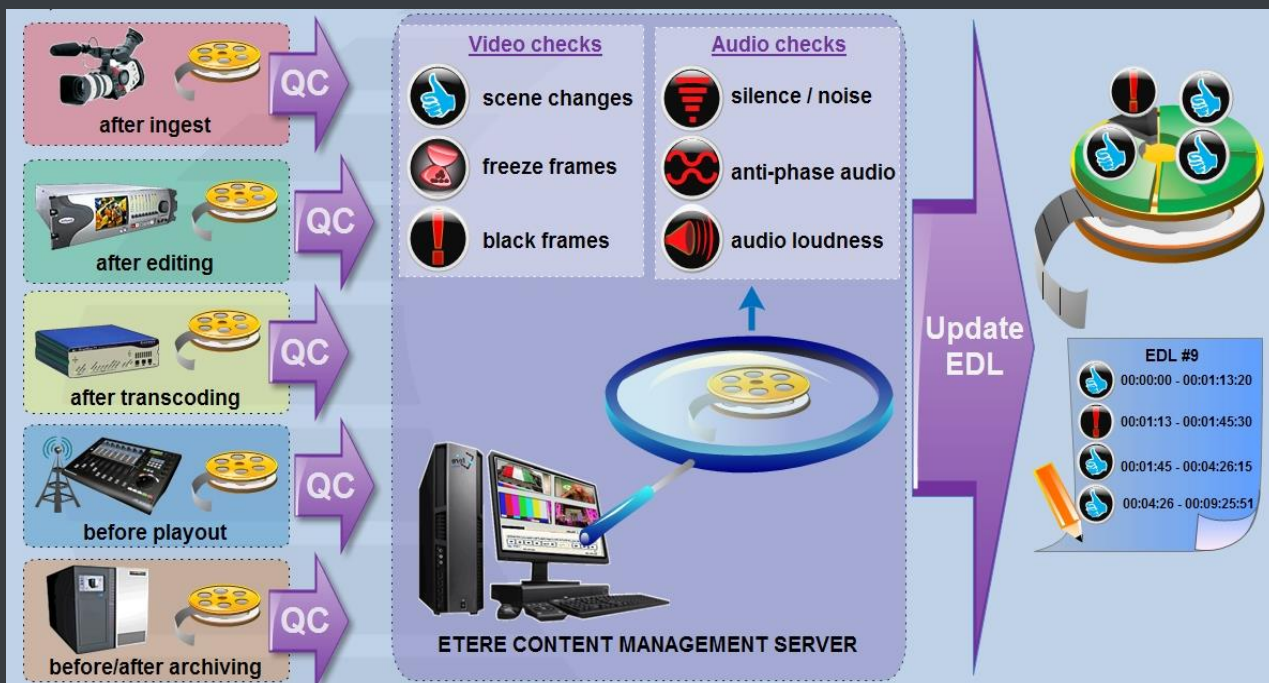 QC
after ingest
QC
after editing
QC
after transcoding
QC
before playout
QC
before/after archiving
Video checks
scene changes
freeze frames
black frames
Audio checks
silence / noise
anti-phase audio
audio loudness
ETERE CONTENT MANAGEMENT SERVER
Update
EDL
EDL #9
00:00:00 - 00:01:13:20
00:01:13 - 00:01:45:30
00:01:45 - 00:04:26:15
00:04:26 - 00:09:25:51